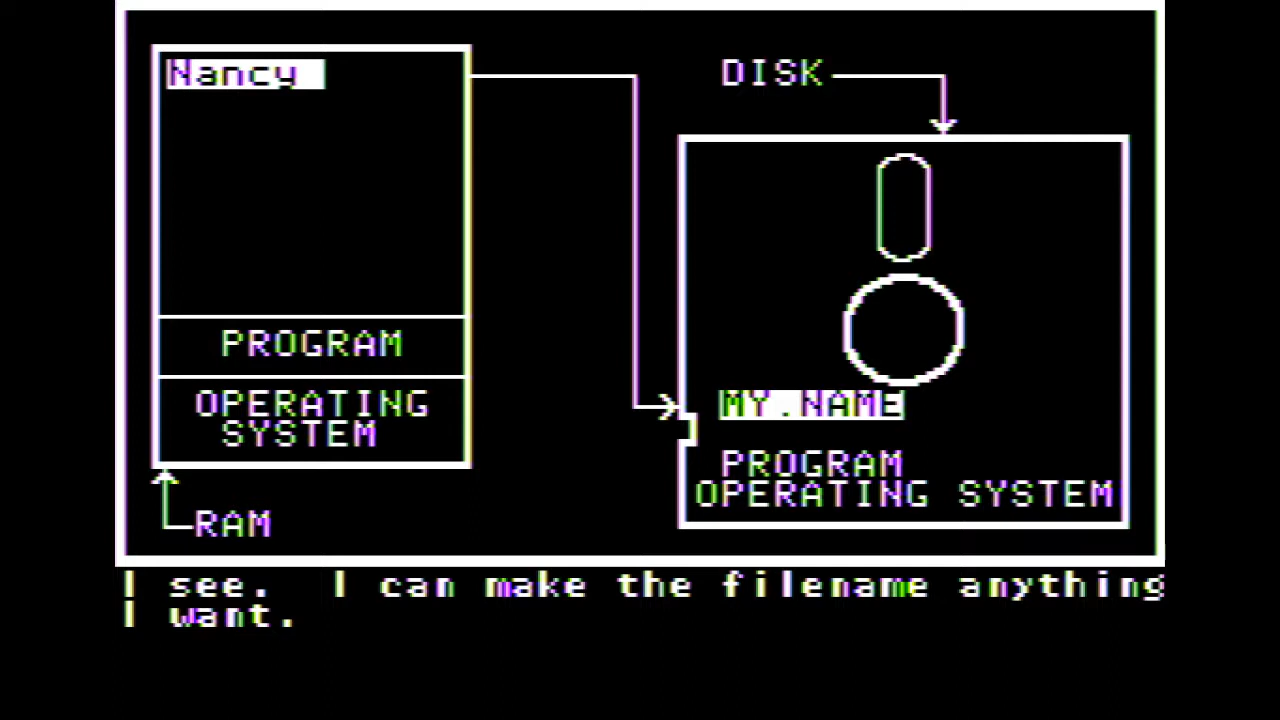 Nancy
DISK
PROGRAM
OPERATING
SYSTEM
RAM
MY.NAME
PROGRAM
OPERATING SYSTEM
I see. I can make the filename anything
I want.